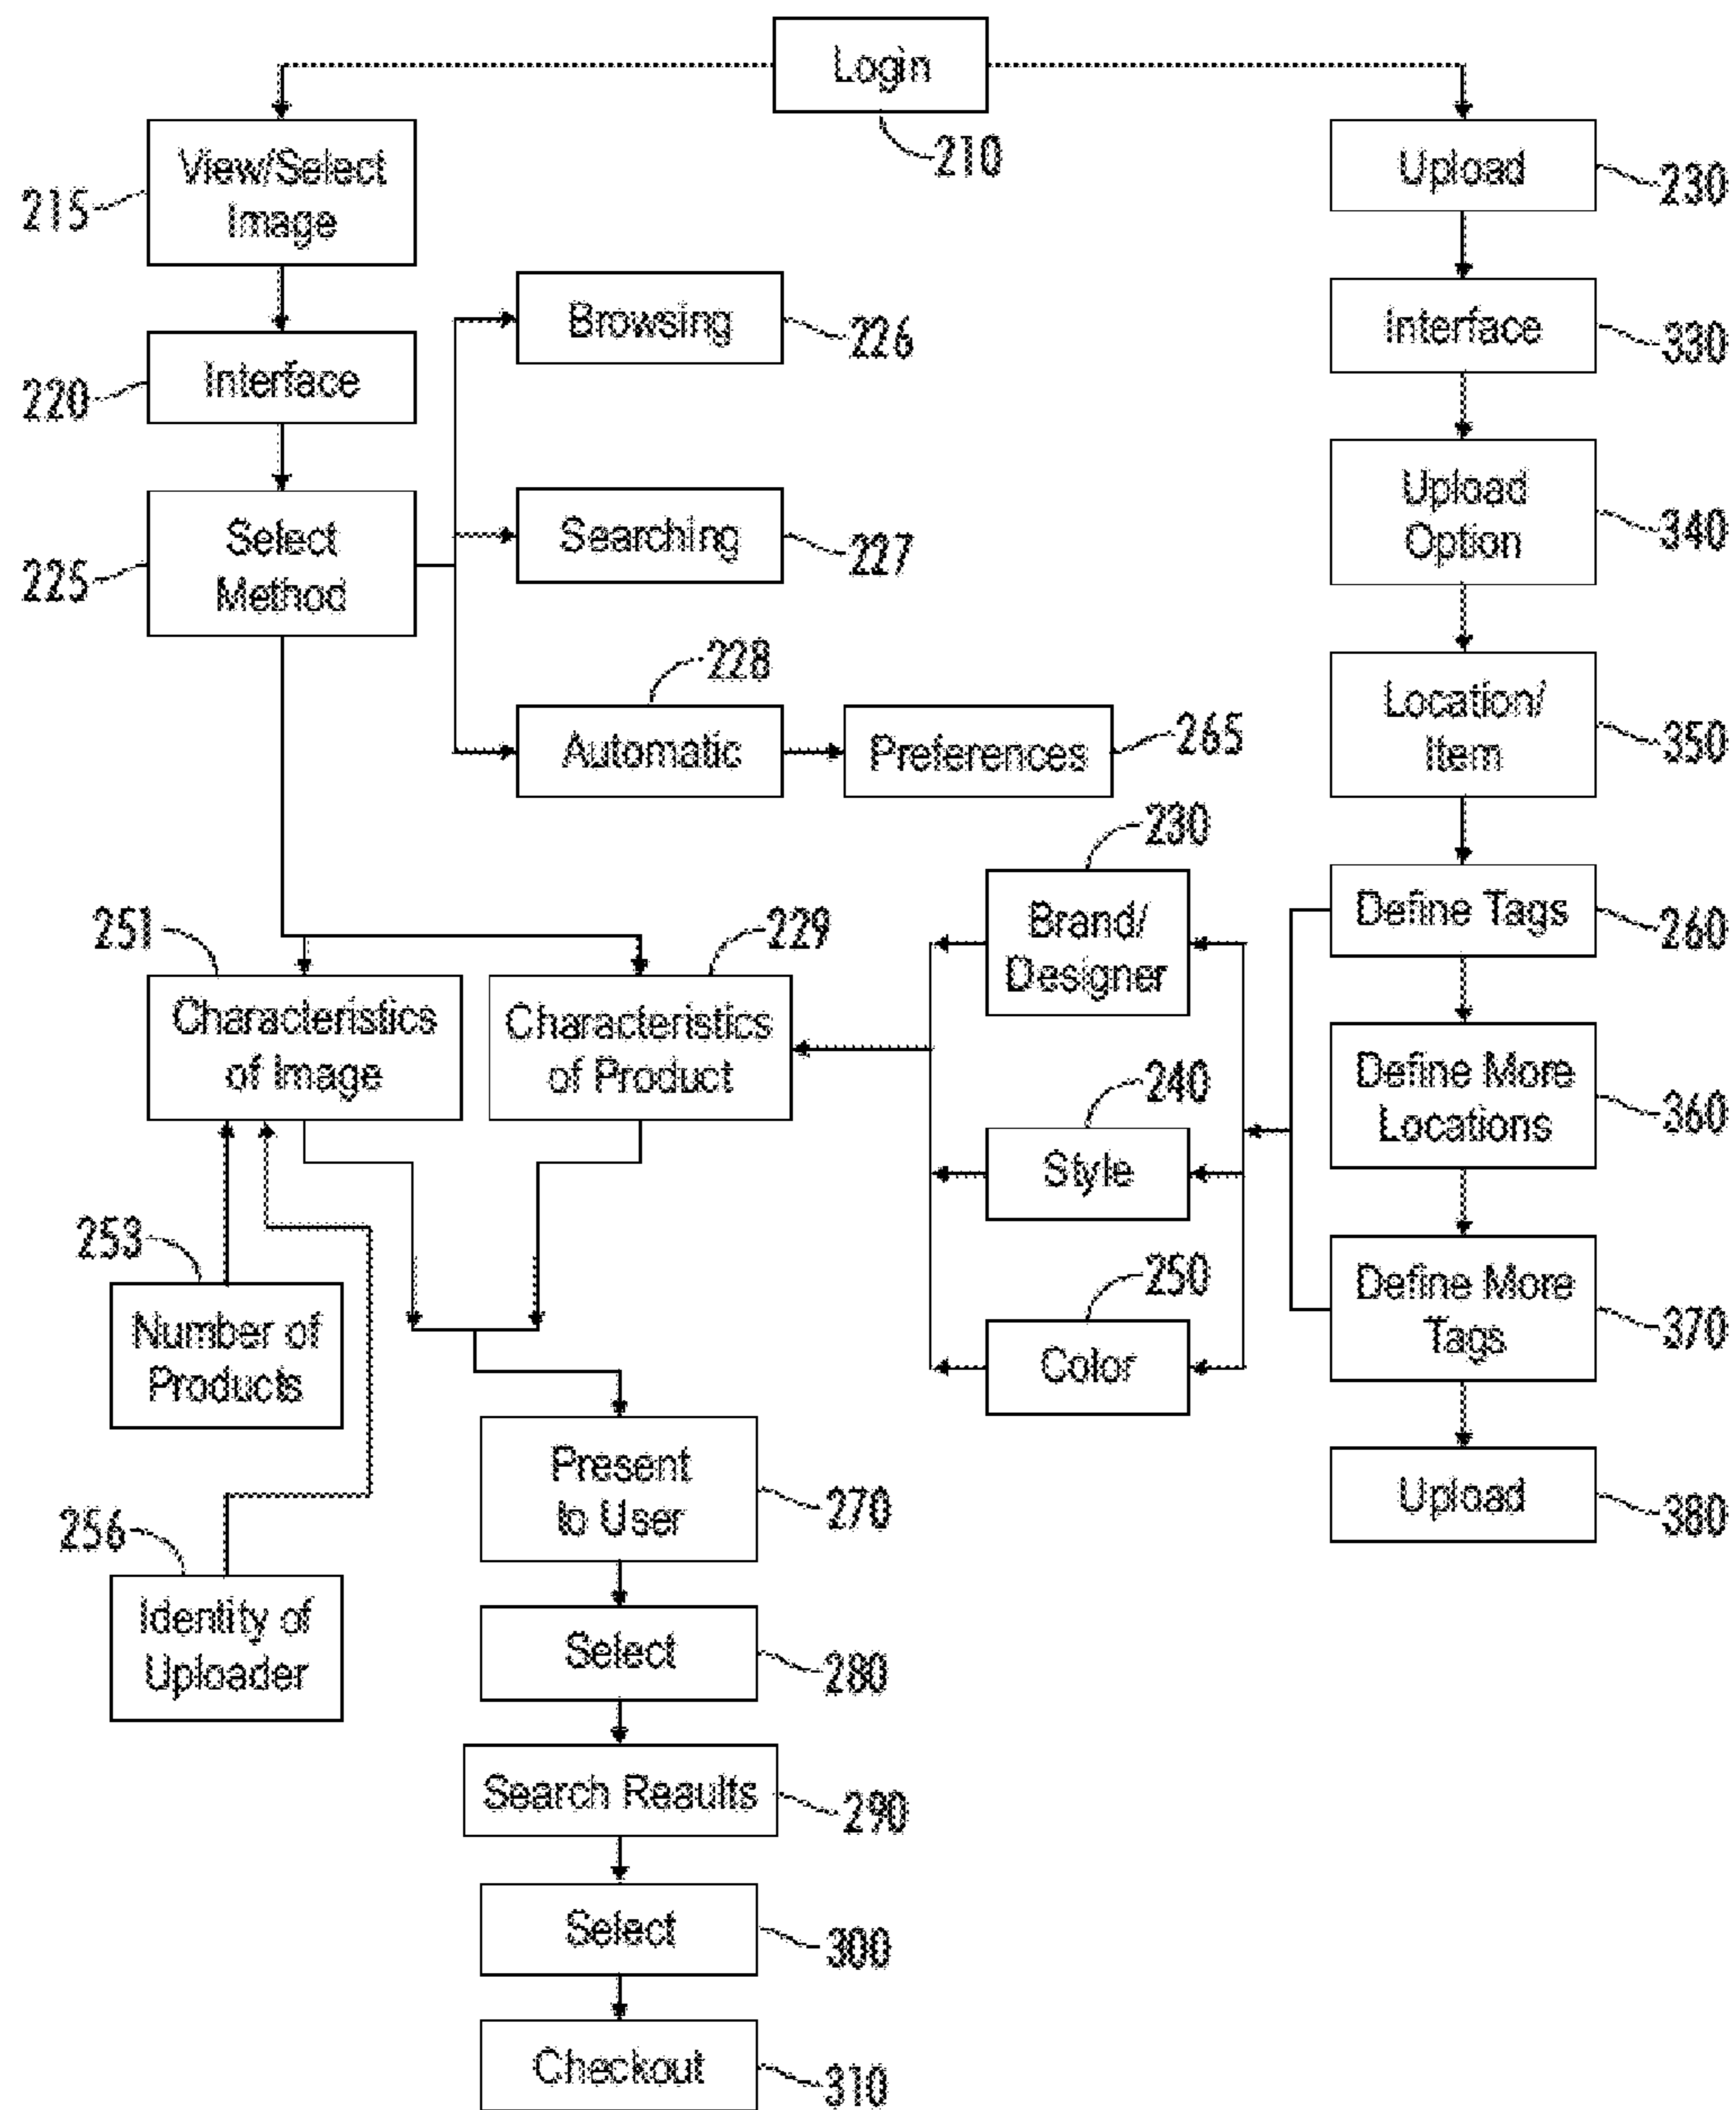 Login
210
View/Select
Image
215
Upload
230
Interface
220
Browsing
226
Interface
330
Select
Method
225
Searching
227
Upload
Option
340
228
Automatic
Preferences
265
Location/
Item
350
251
Characteristics
of Image
229
Characteristics
of Product
230
Brand/
Designer
Define Tags
260
240
Style
Define More
Locations
360
253
Number of
Products
250
Color
Define More
Tags
370
Present
to User
270
Upload
380
256
Identity of
Uploader
Select
280
Search Reaults
290
Select
300
Checkout
310